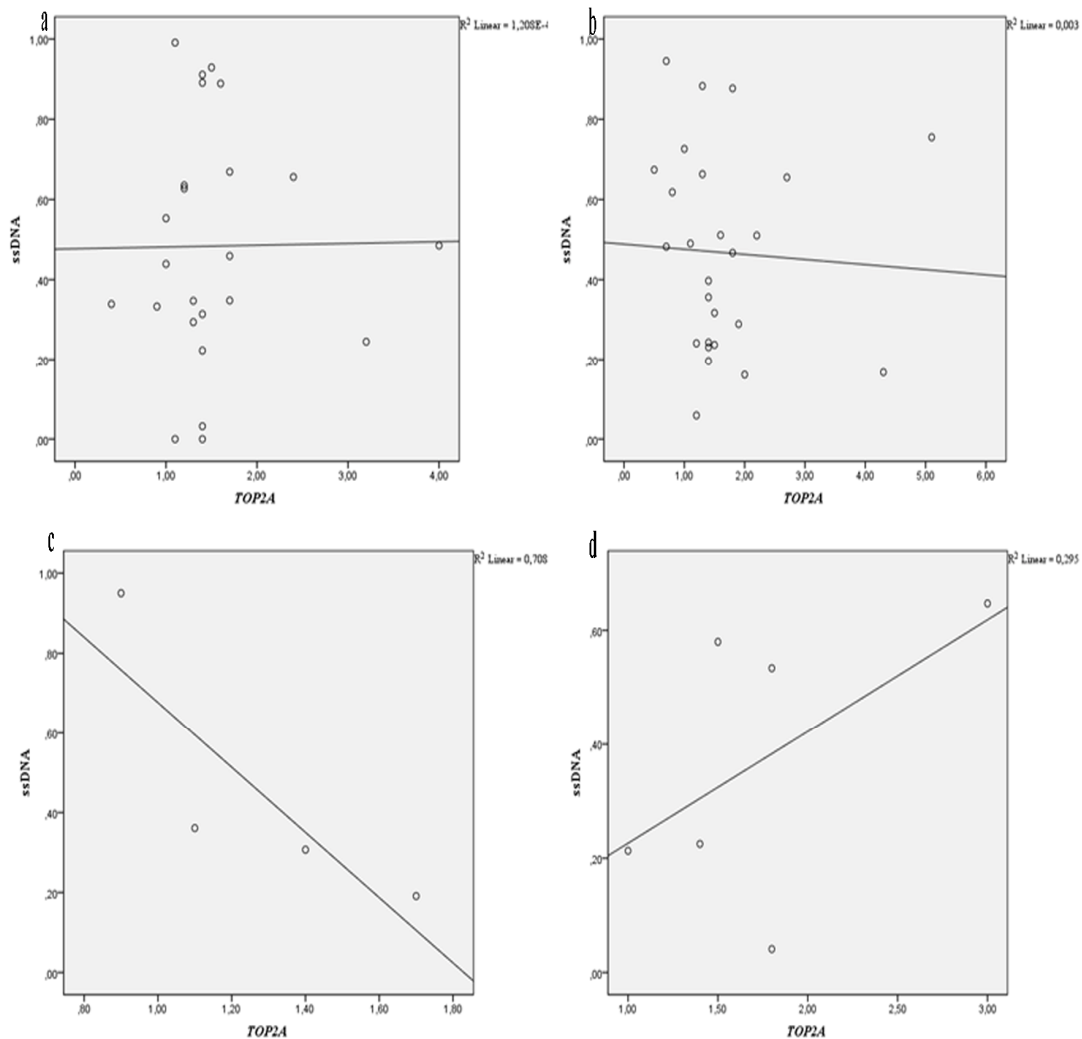 a
R² Linear = 1,208E-4
1,00
,80
,60
,40
,20
,00
ssDNA
,00 1,00 2,00 3,00 4,00
TOP2A
b
R² Linear = 0,003
1,00
,80
,60
,40
,20
,00
ssDNA
,00 1,00 2,00 3,00 4,00 5,00 6,00
TOP2A
c
R² Linear = 0,708
1,00
,80
,60
,40
,20
,00
ssDNA
,80 1,00 1,20 1,40 1,60 1,80
TOP2A
d
R² Linear = 0,295
,60
,40
,20
,00
ssDNA
1,00 1,50 2,00 2,50 3,00
TOP2A